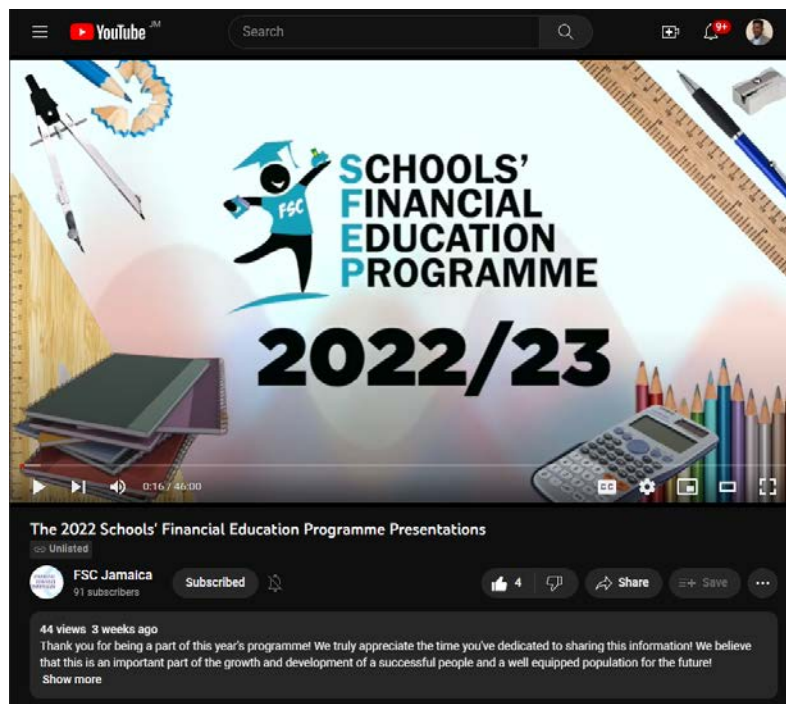 YouTube JM
Search
9+
FSC
SCHOOLS'
FINANCIAL
EDUCATION
PROGRAMME
2022/23
0:16 / 46:00
CC
The 2022 Schools' Financial Education Programme Presentations
Unlisted
FSC Jamaica
91 subscribers
Subscribed
4
Share
Save
44 views 3 weeks ago
Thank you for being a part of this year's programme! We truly appreciate the time you've dedicated to sharing this information! We believe
that this is an important part of the growth and development of a successful people and a well equipped population for the future!
Show more